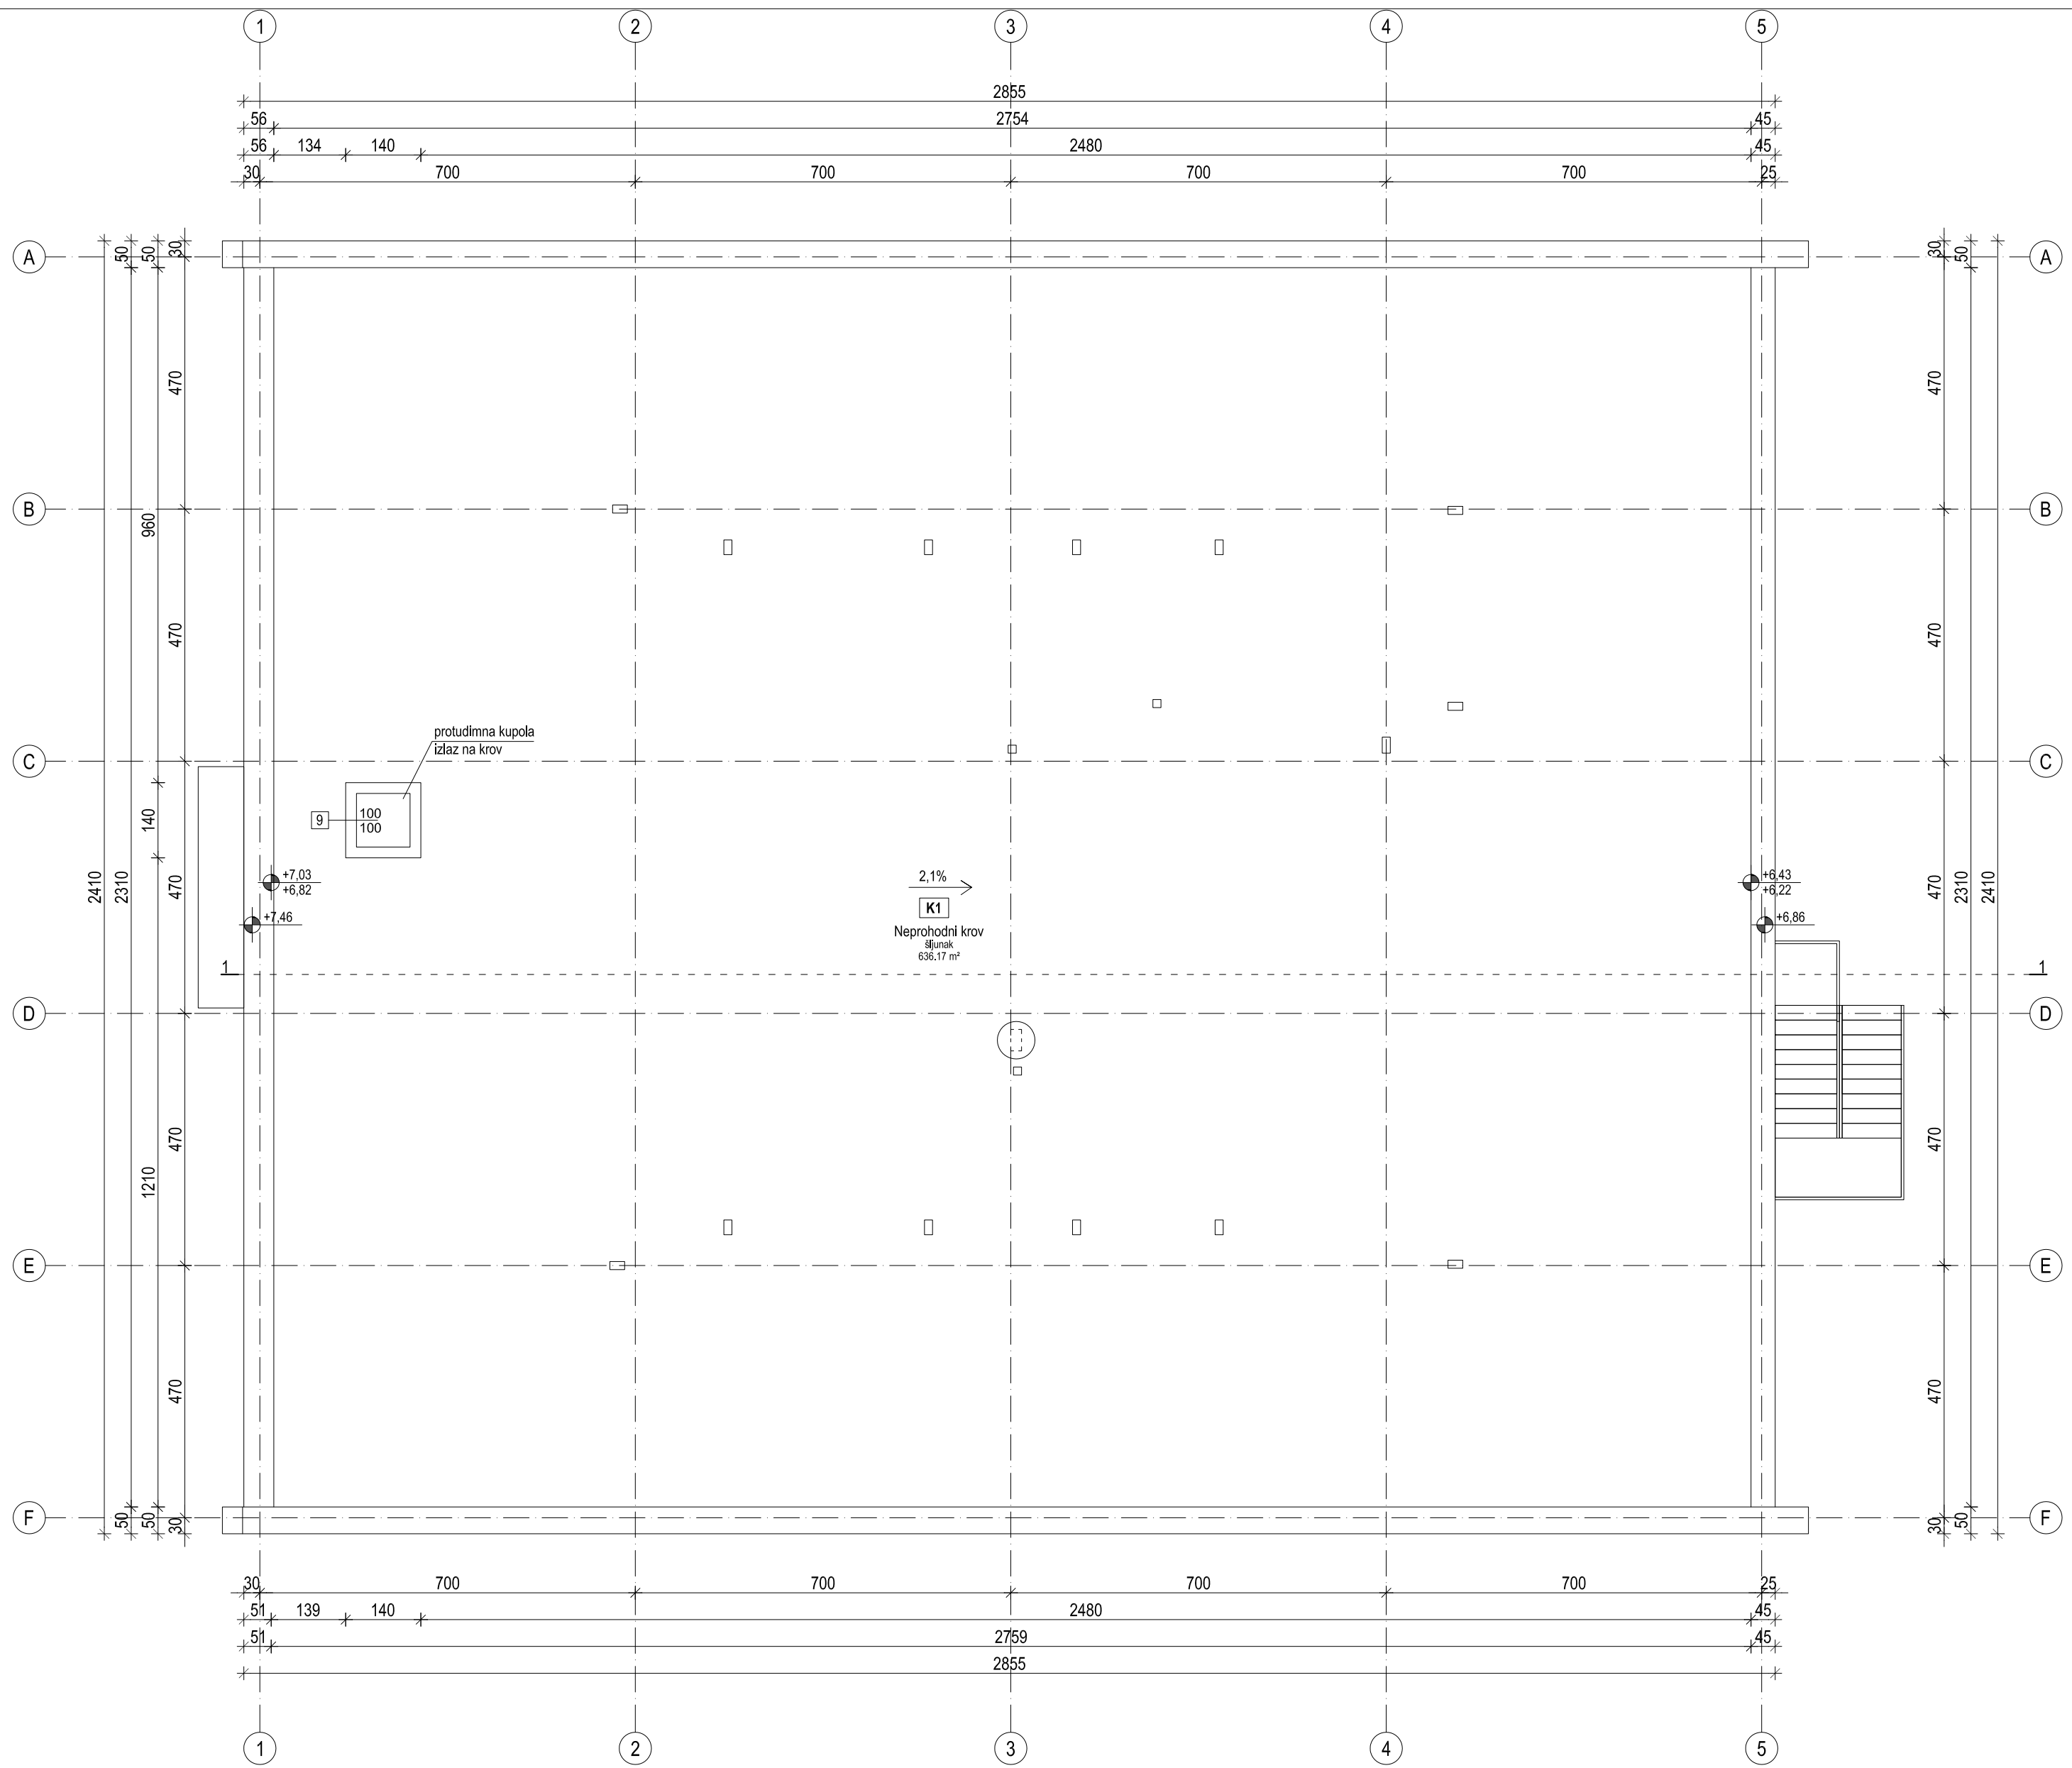 1 2 3 4 5
2855
56 2754 45
56 134 140 2480 45
30 700 700 700 700 25
A 50 50 30 30 50 A
470 470
B B
960
470 470
protudimna kupola
izlaz na krov
C C
140
9 100
100
2410 2310 470 470 2310 2410
+7,03
+6,82
+7,46
2,1%
K1
Neprohodni krov
šljunak
636.17 m²
+6,43
+6,22
+6,86
1 1
D D
470 470
1210
E E
470 470
F 50 50 30 30 50 F
30 700 700 700 700 25
51 139 140 2480 45
51 2759 45
2855
1 2 3 4 5